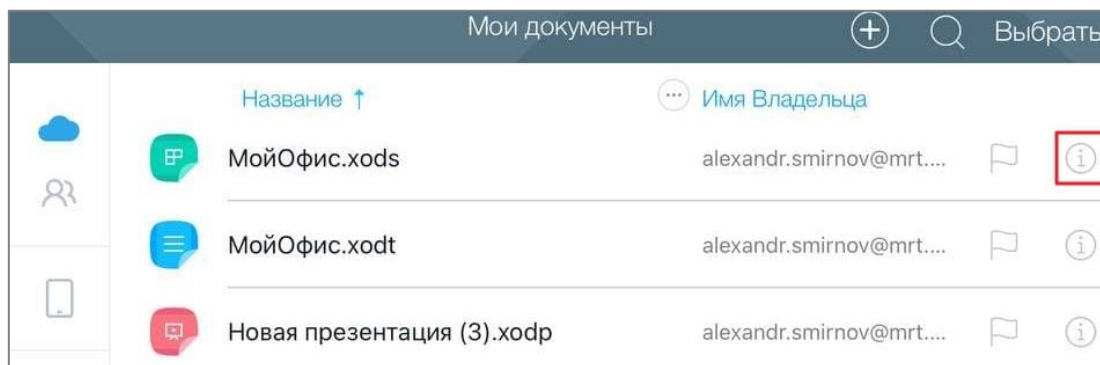 Мои документы Выбрать
Название ↑ Имя Владельца
МойОфис.xods alexandr.smirnov@mrt....
МойОфис.xodt alexandr.smirnov@mrt....
Новая презентация (3).xodp alexandr.smirnov@mrt....